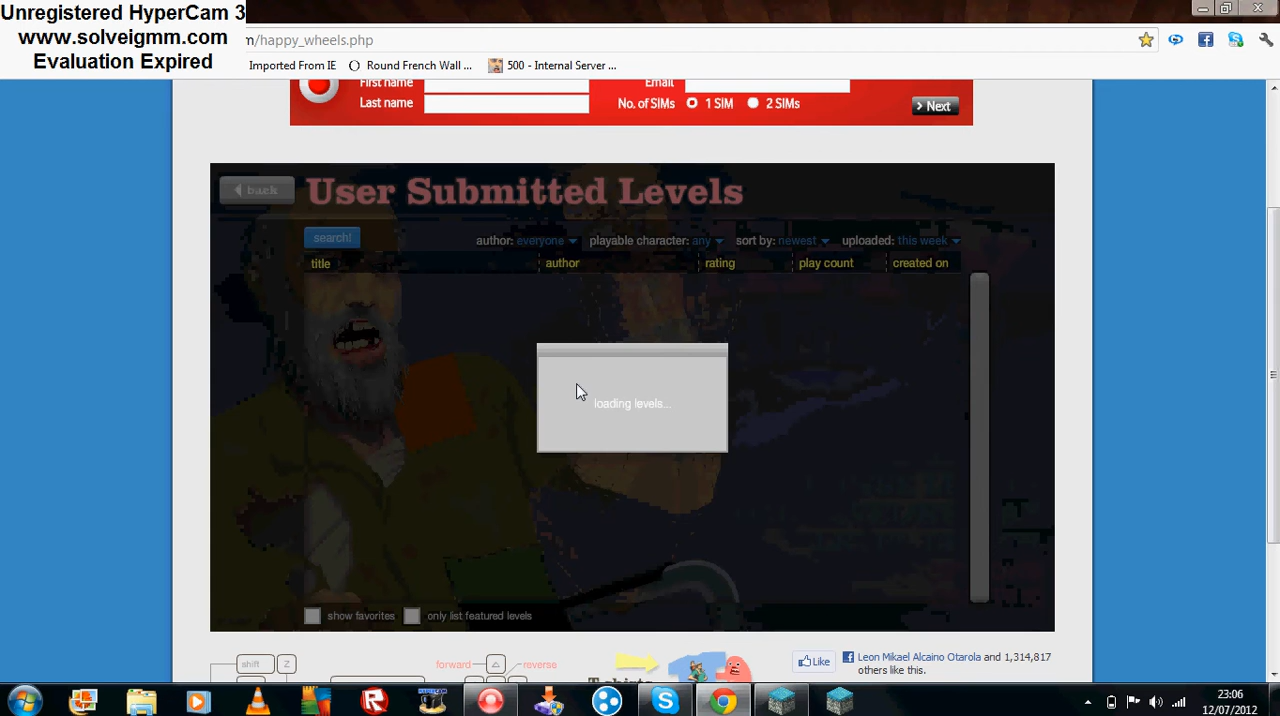 Unregistered HyperCam 3
www.solveigmm.com
Evaluation Expired
m/happy_wheels.php
Imported From IE
Round French Wall ...
500 - Internal Server ...
First name
Email
Last name
No. of SIMs
1 SIM
2 SIMs
Next
back
User Submitted Levels
search!
author: everyone
playable character: any
sort by: newest
uploaded: this week
title
author
rating
play count
created on
loading levels...
show favorites
only list featured levels
shift
Z
forward
reverse
Like
Leon Mikael Alcaino Otarola and 1,314,817
others like this.
23:06
12/07/2012